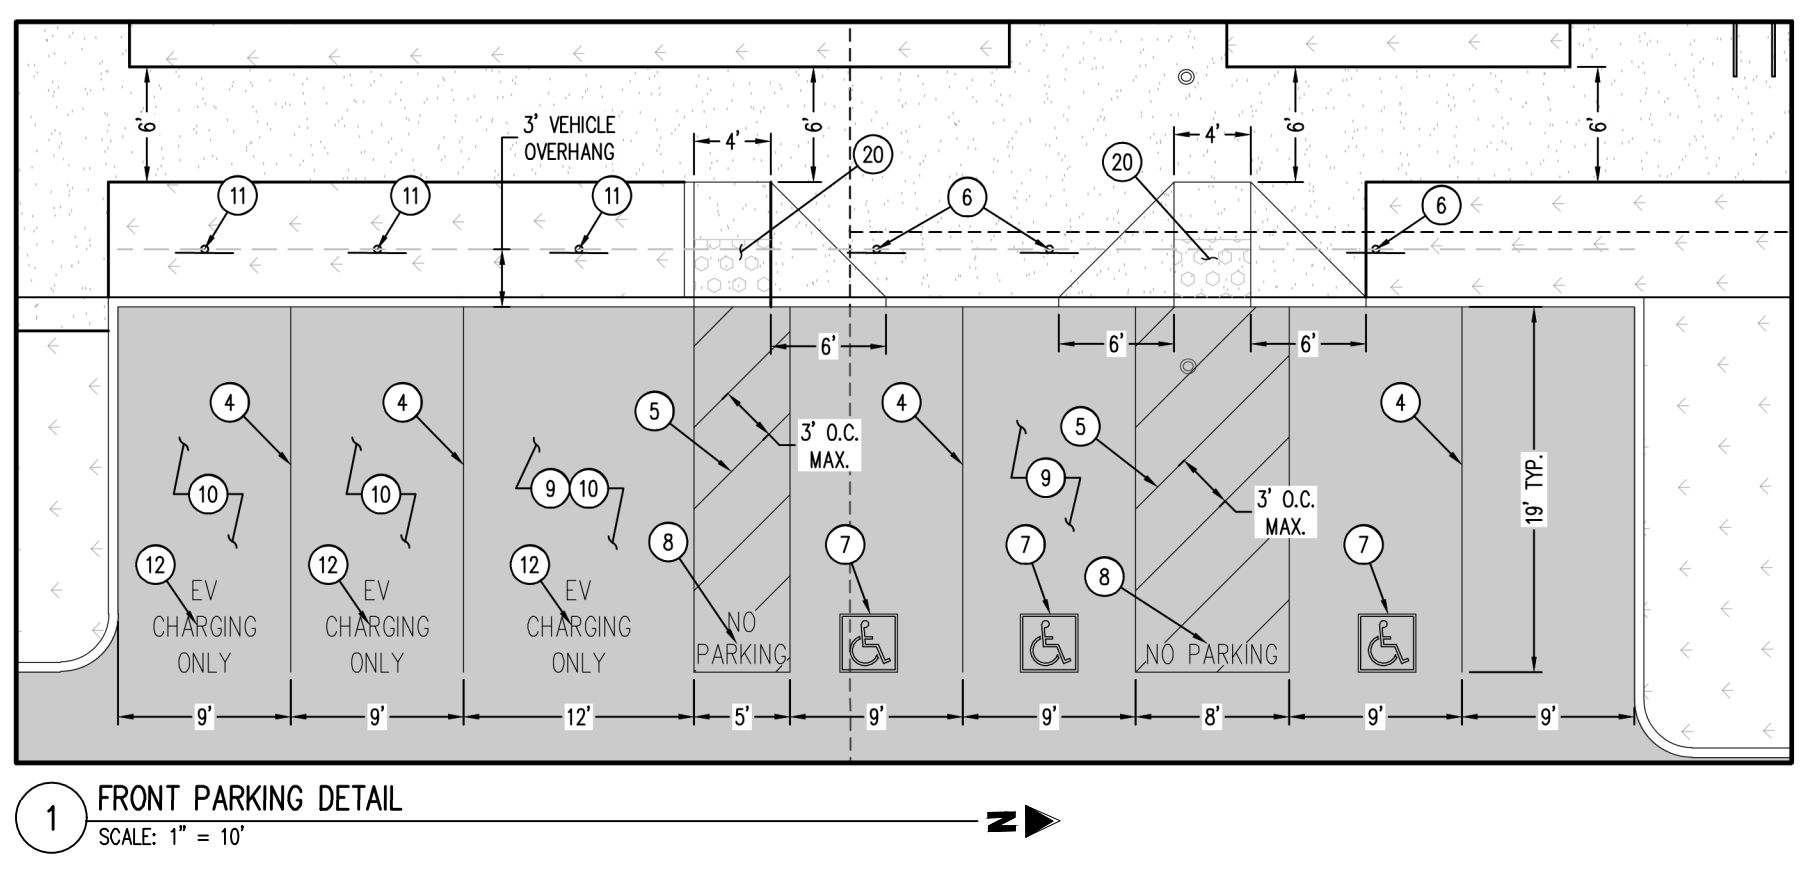 6'
3' VEHICLE
OVERHANG
4'
6'
20
20
4'
6'
6'
11
11
11
6
6
6'
6'
6'
4
4
5
3' O.C.
MAX.
4
5
9
3' O.C.
MAX.
4
19' TYP.
10
10
9 10
12
EV
CHARGING
ONLY
12
EV
CHARGING
ONLY
12
EV
CHARGING
ONLY
8
NO
PARKING
7
7
8
NO PARKING
7
9'
9'
12'
5'
9'
9'
8'
9'
9'
1
FRONT PARKING DETAIL
SCALE: 1" = 10'
N